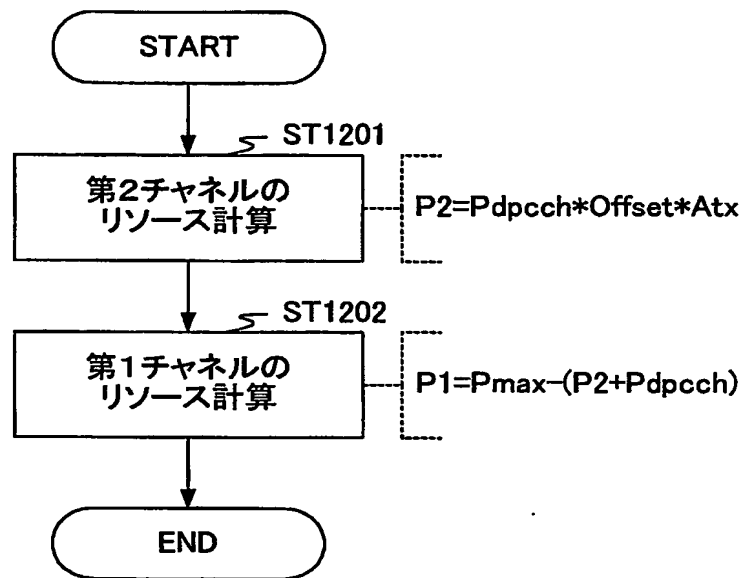 START
ST1201
第2チャネルの
リソース計算
P2=Pdpcch*Offset*Atx
ST1202
第1チャネルの
リソース計算
P1=Pmax-(P2+Pdpcch)
END